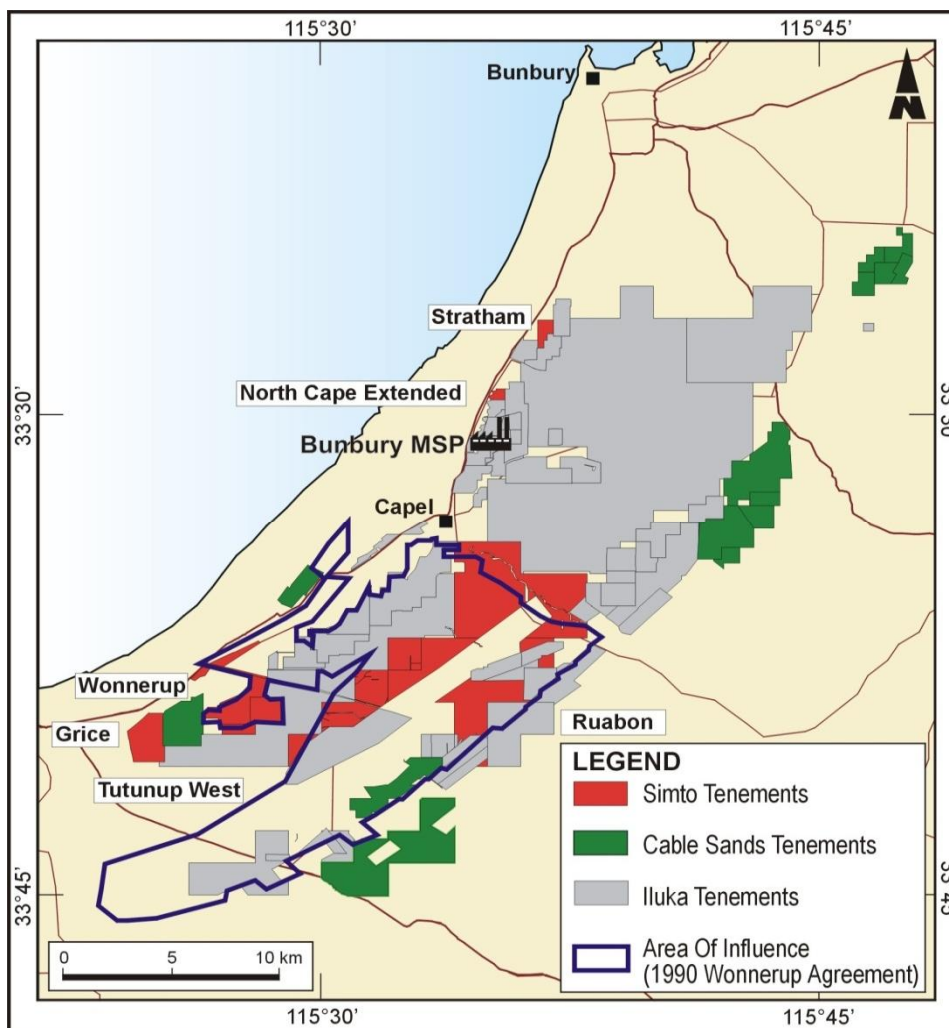 115°30' 115°45'
Bunbury
N
Stratham
North Cape Extended
33°30' 33°30'
Bunbury MSP
Capel
Wonnerup
Grice
Ruabon
Tutunup West
LEGEND
Simto Tenements
Cable Sands Tenements
Iluka Tenements
Area Of Influence
(1990 Wonnerup Agreement)
33°45' 33°45'
0 5 10 km
115°30' 115°45'